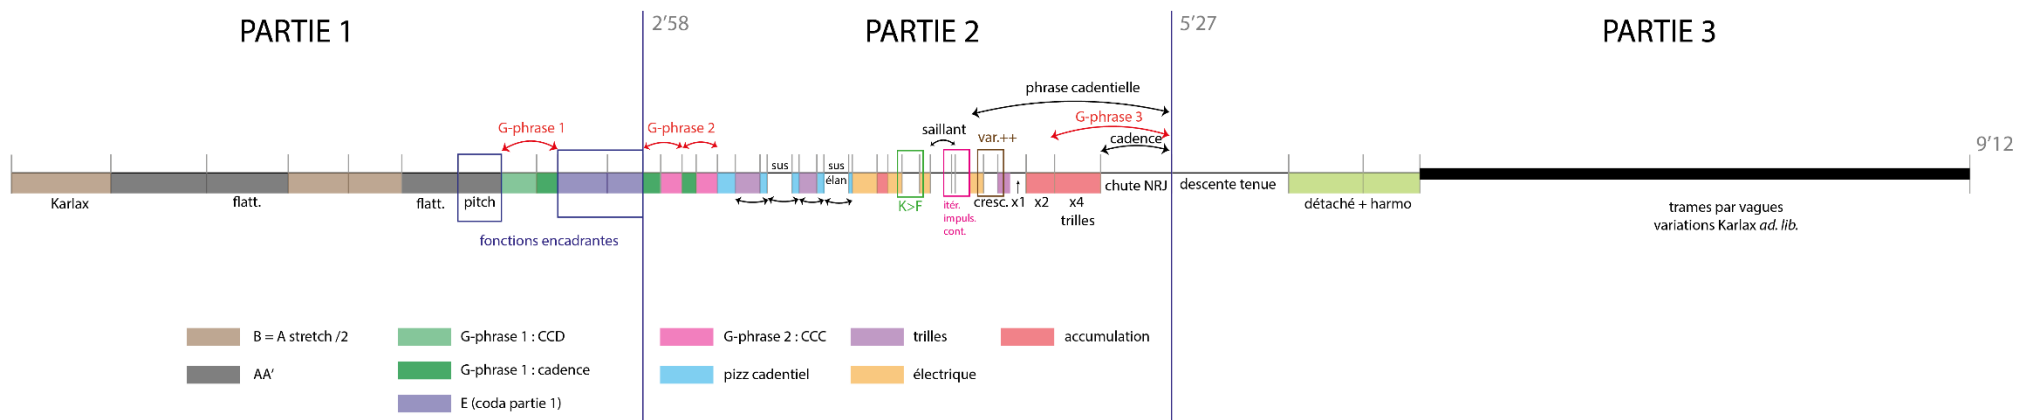 PARTIE 1
2'58
PARTIE 2
5'27
PARTIE 3
phrase cadentielle
G-phrase 1
G-phrase 2
saillant
var.++
G-phrase 3
cadence
9'12
sus
sus
élan
Karlax
flatt.
flatt.
pitch
K>F
itér.
impuls.
cont.
cresc.
x1
x2
x4
trilles
chute NRJ
descente tenue
détaché + harmo
trames par vagues
variations Karlax ad. lib.
fonctions encadrantes
B = A stretch /2
G-phrase 1 : CCD
G-phrase 2 : CCC
trilles
accumulation
AA'
G-phrase 1 : cadence
pizz cadentiel
électrique
E (coda partie 1)